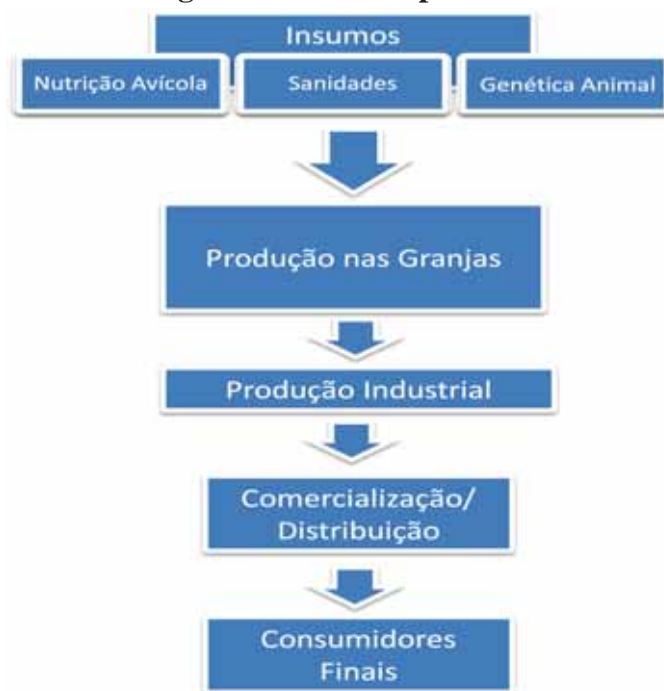 Insumos
Nutrição Avícola
Sanidades
Genética Animal
Produção nas Granjas
Produção Industrial
Comercialização/
Distribuição
Consumidores
Finais